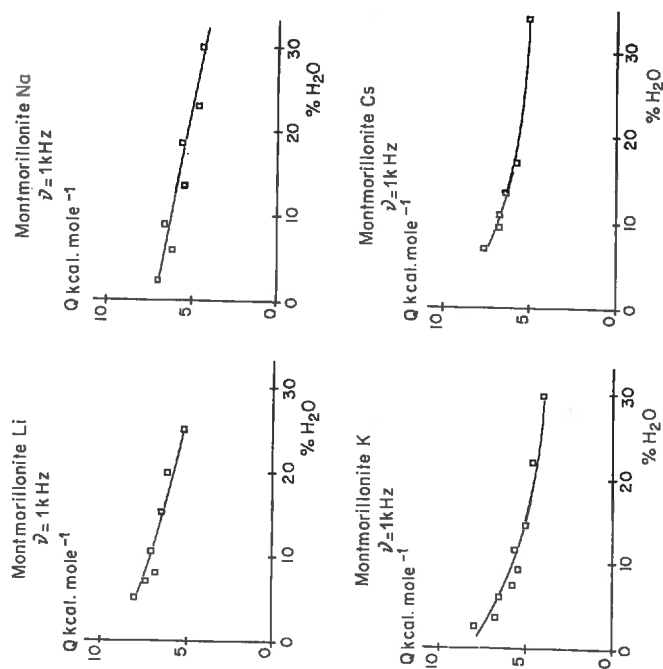 Montmorillonite Li
ν = 1 kHz
Q kcal. mole⁻¹
10
5
0
0
10
20
30
% H₂O
Montmorillonite Na
ν = 1 kHz
Q kcal. mole⁻¹
10
5
0
0
10
20
30
% H₂O
Montmorillonite K
ν = 1 kHz
Q kcal. mole⁻¹
10
5
0
0
10
20
30
% H₂O
Montmorillonite Cs
ν = 1 kHz
Q kcal. mole⁻¹
10
5
0
0
10
20
30
% H₂O